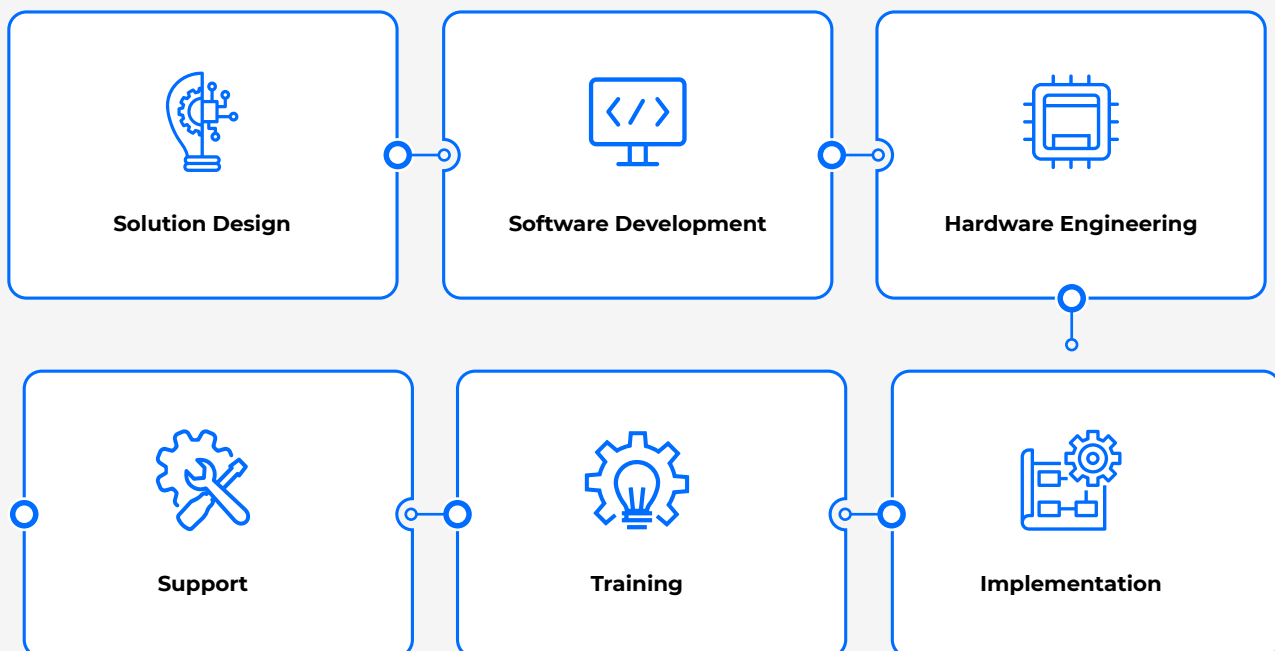 Solution Design
Software Development
Hardware Engineering
Support
Training
Implementation